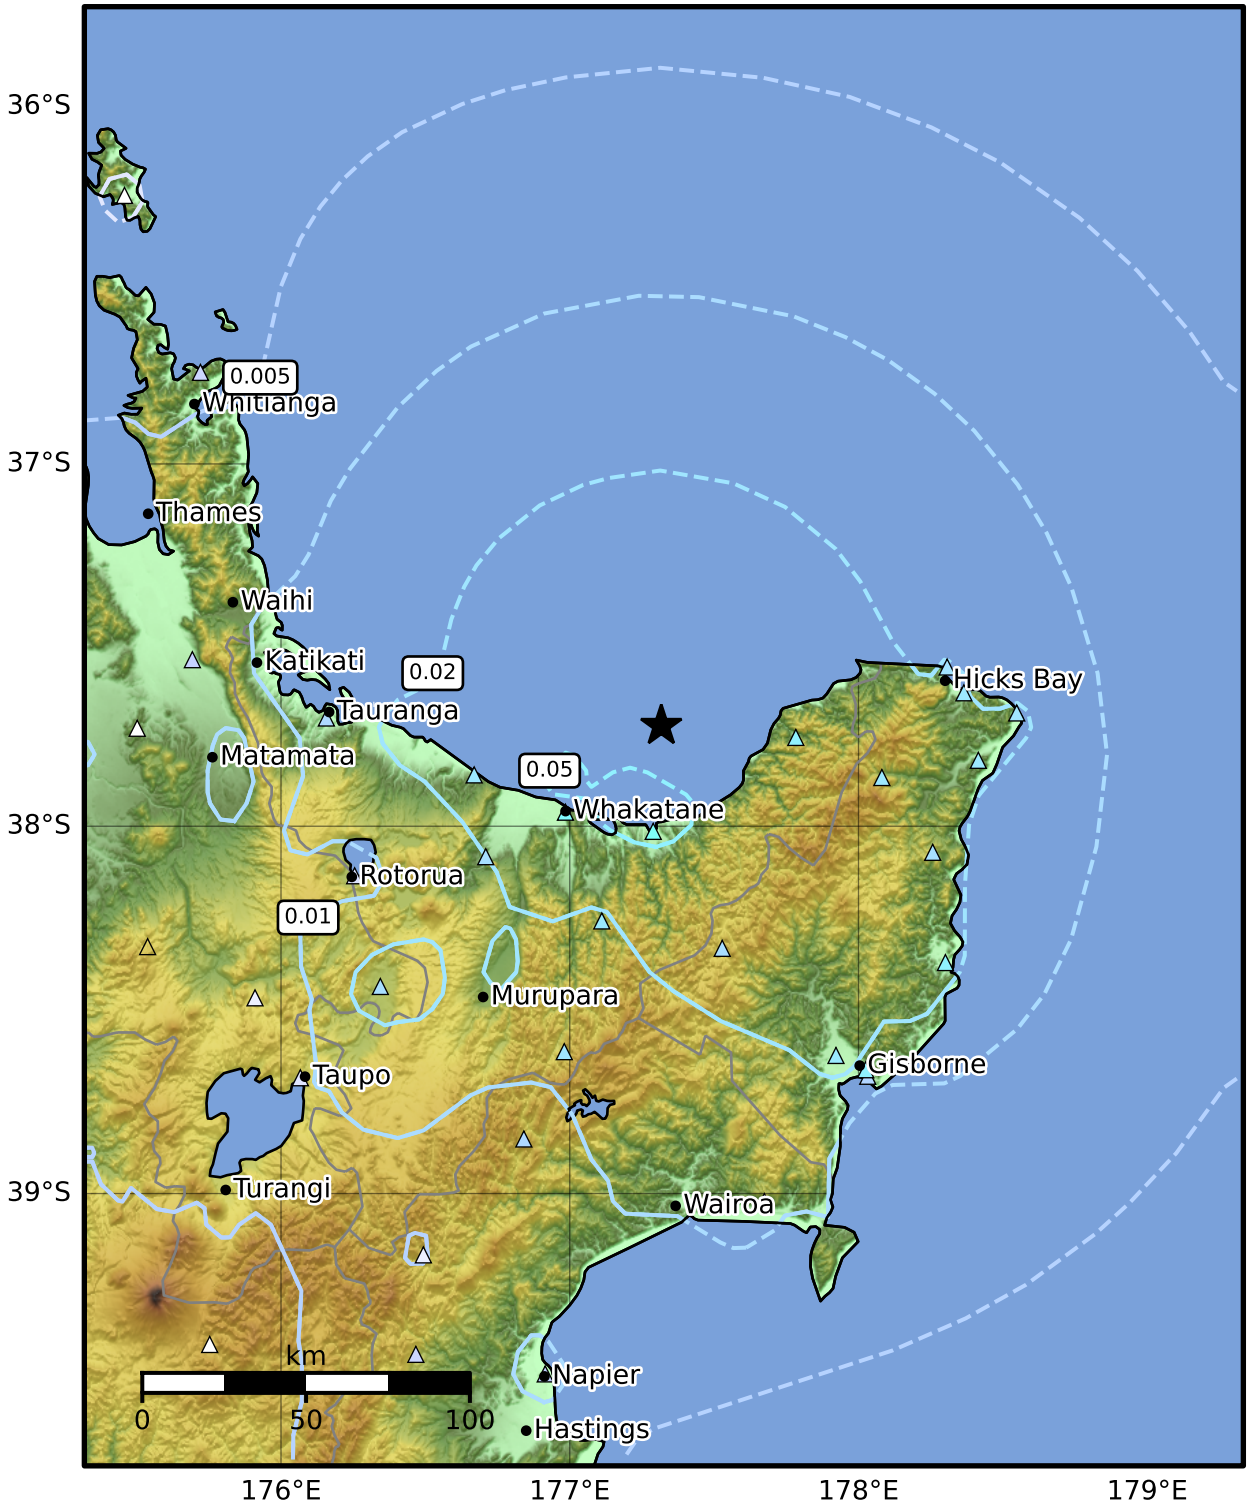 36°S
0.005
Whitianga
37°S
Thames
Waihi
Katikati
0.02
Hicks Bay
Tauranga
Matamata
0.05
Whakatane
38°S
Rotorua
0.01
Murupara
Gisborne
Taupo
39°S
Turangi
Wairoa
km
Napier
0
50
100
Hastings
176°E
177°E
178°E
179°E